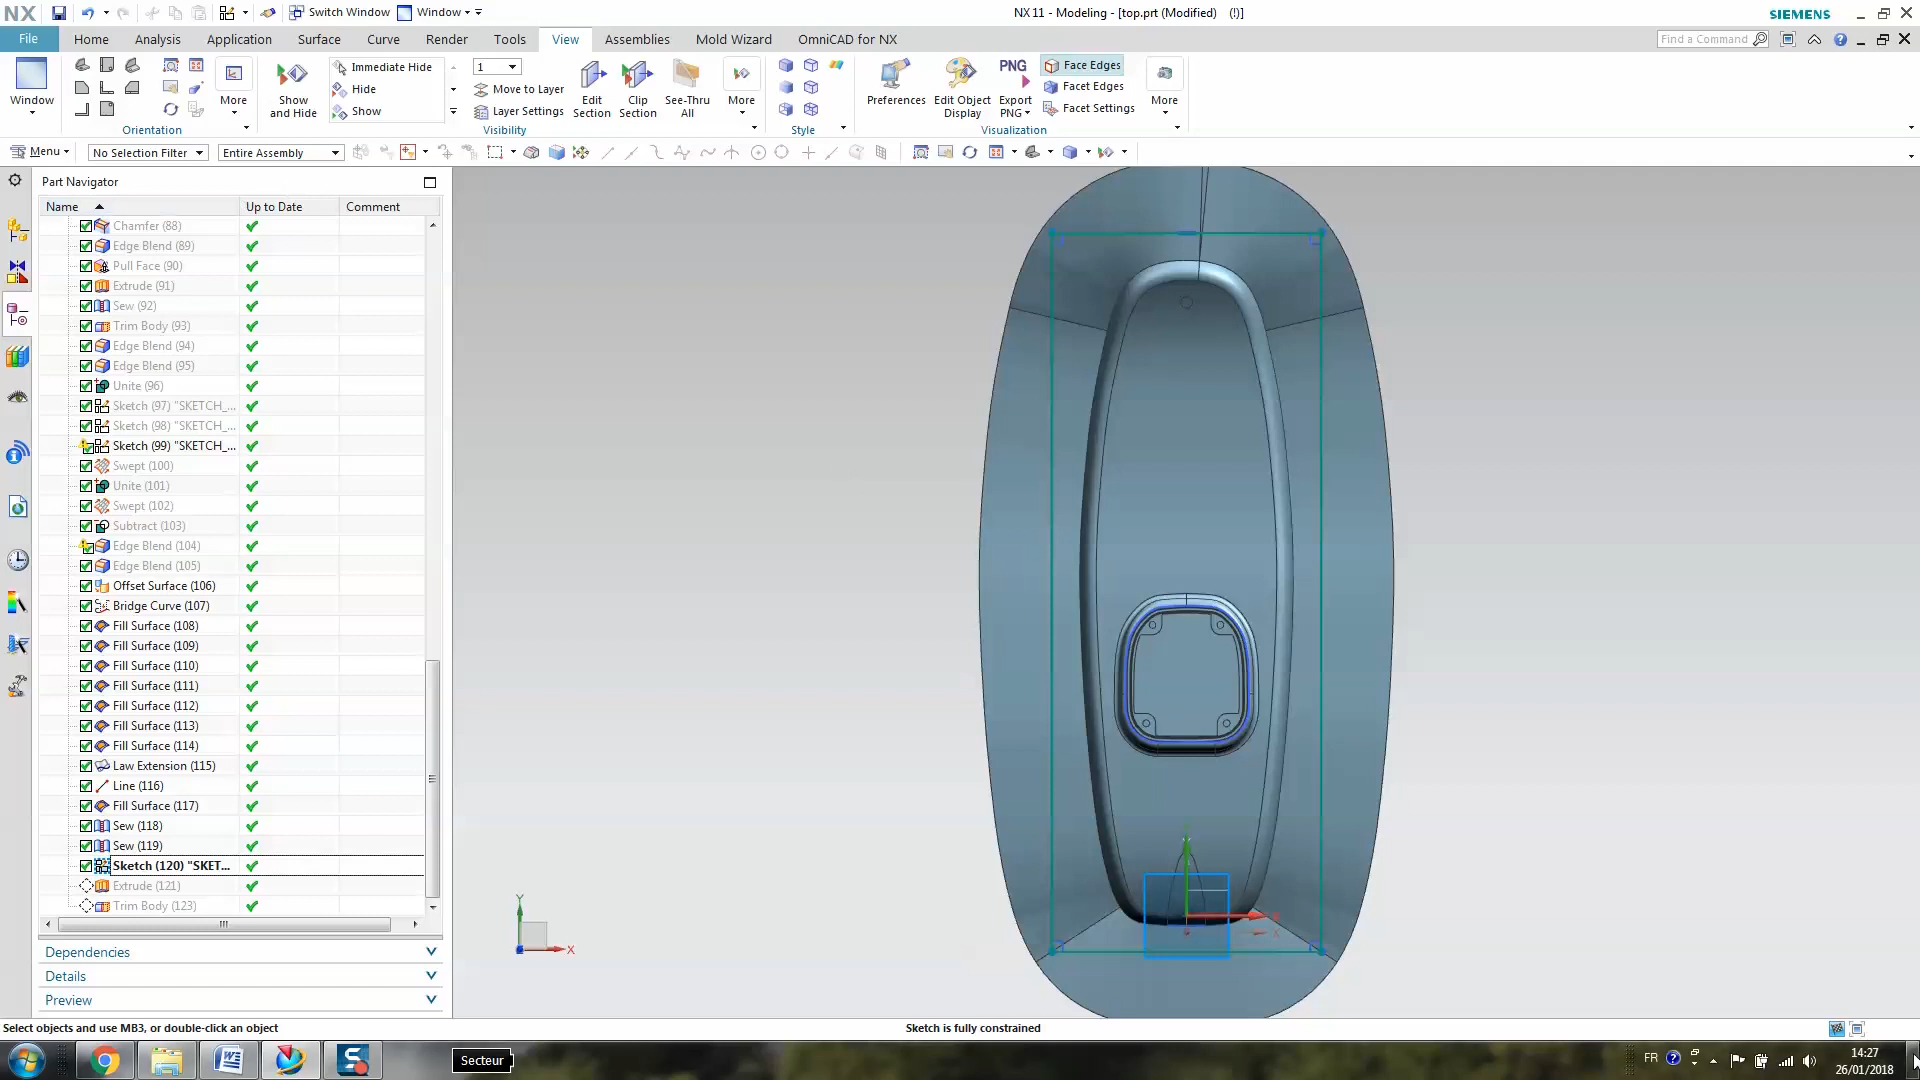 NX
Switch Window
Window
NX 11 - Modeling - [top.prt (Modified) (!)]
SIEMENS
File
Home
Analysis
Application
Surface
Curve
Render
Tools
View
Assemblies
Mold Wizard
OmniCAD for NX
Find a Command
Window
More
Orientation
Show and Hide
Immediate Hide
Hide
Show
1
Move to Layer
Layer Settings
Edit Section
Clip Section
See-Thru All
More
Visibility
Style
Preferences
Edit Object Display
PNG
Export PNG
Face Edges
Facet Edges
Facet Settings
More
Visualization
Menu
No Selection Filter
Entire Assembly
Part Navigator
Name
Up to Date
Comment
Chamfer (88)
Edge Blend (89)
Pull Face (90)
Extrude (91)
Sew (92)
Trim Body (93)
Edge Blend (94)
Edge Blend (95)
Unite (96)
Sketch (97) "SKETCH_...
Sketch (98) "SKETCH_...
Sketch (99) "SKETCH_...
Swept (100)
Unite (101)
Swept (102)
Subtract (103)
Edge Blend (104)
Edge Blend (105)
Offset Surface (106)
Bridge Curve (107)
Fill Surface (108)
Fill Surface (109)
Fill Surface (110)
Fill Surface (111)
Fill Surface (112)
Fill Surface (113)
Fill Surface (114)
Law Extension (115)
Line (116)
Fill Surface (117)
Sew (118)
Sew (119)
Sketch (120) "SKET...
Extrude (121)
Trim Body (123)
Dependencies
Details
Preview
Y
X
Select objects and use MB3, or double-click an object
Sketch is fully constrained
Secteur
FR
14:27
26/01/2018